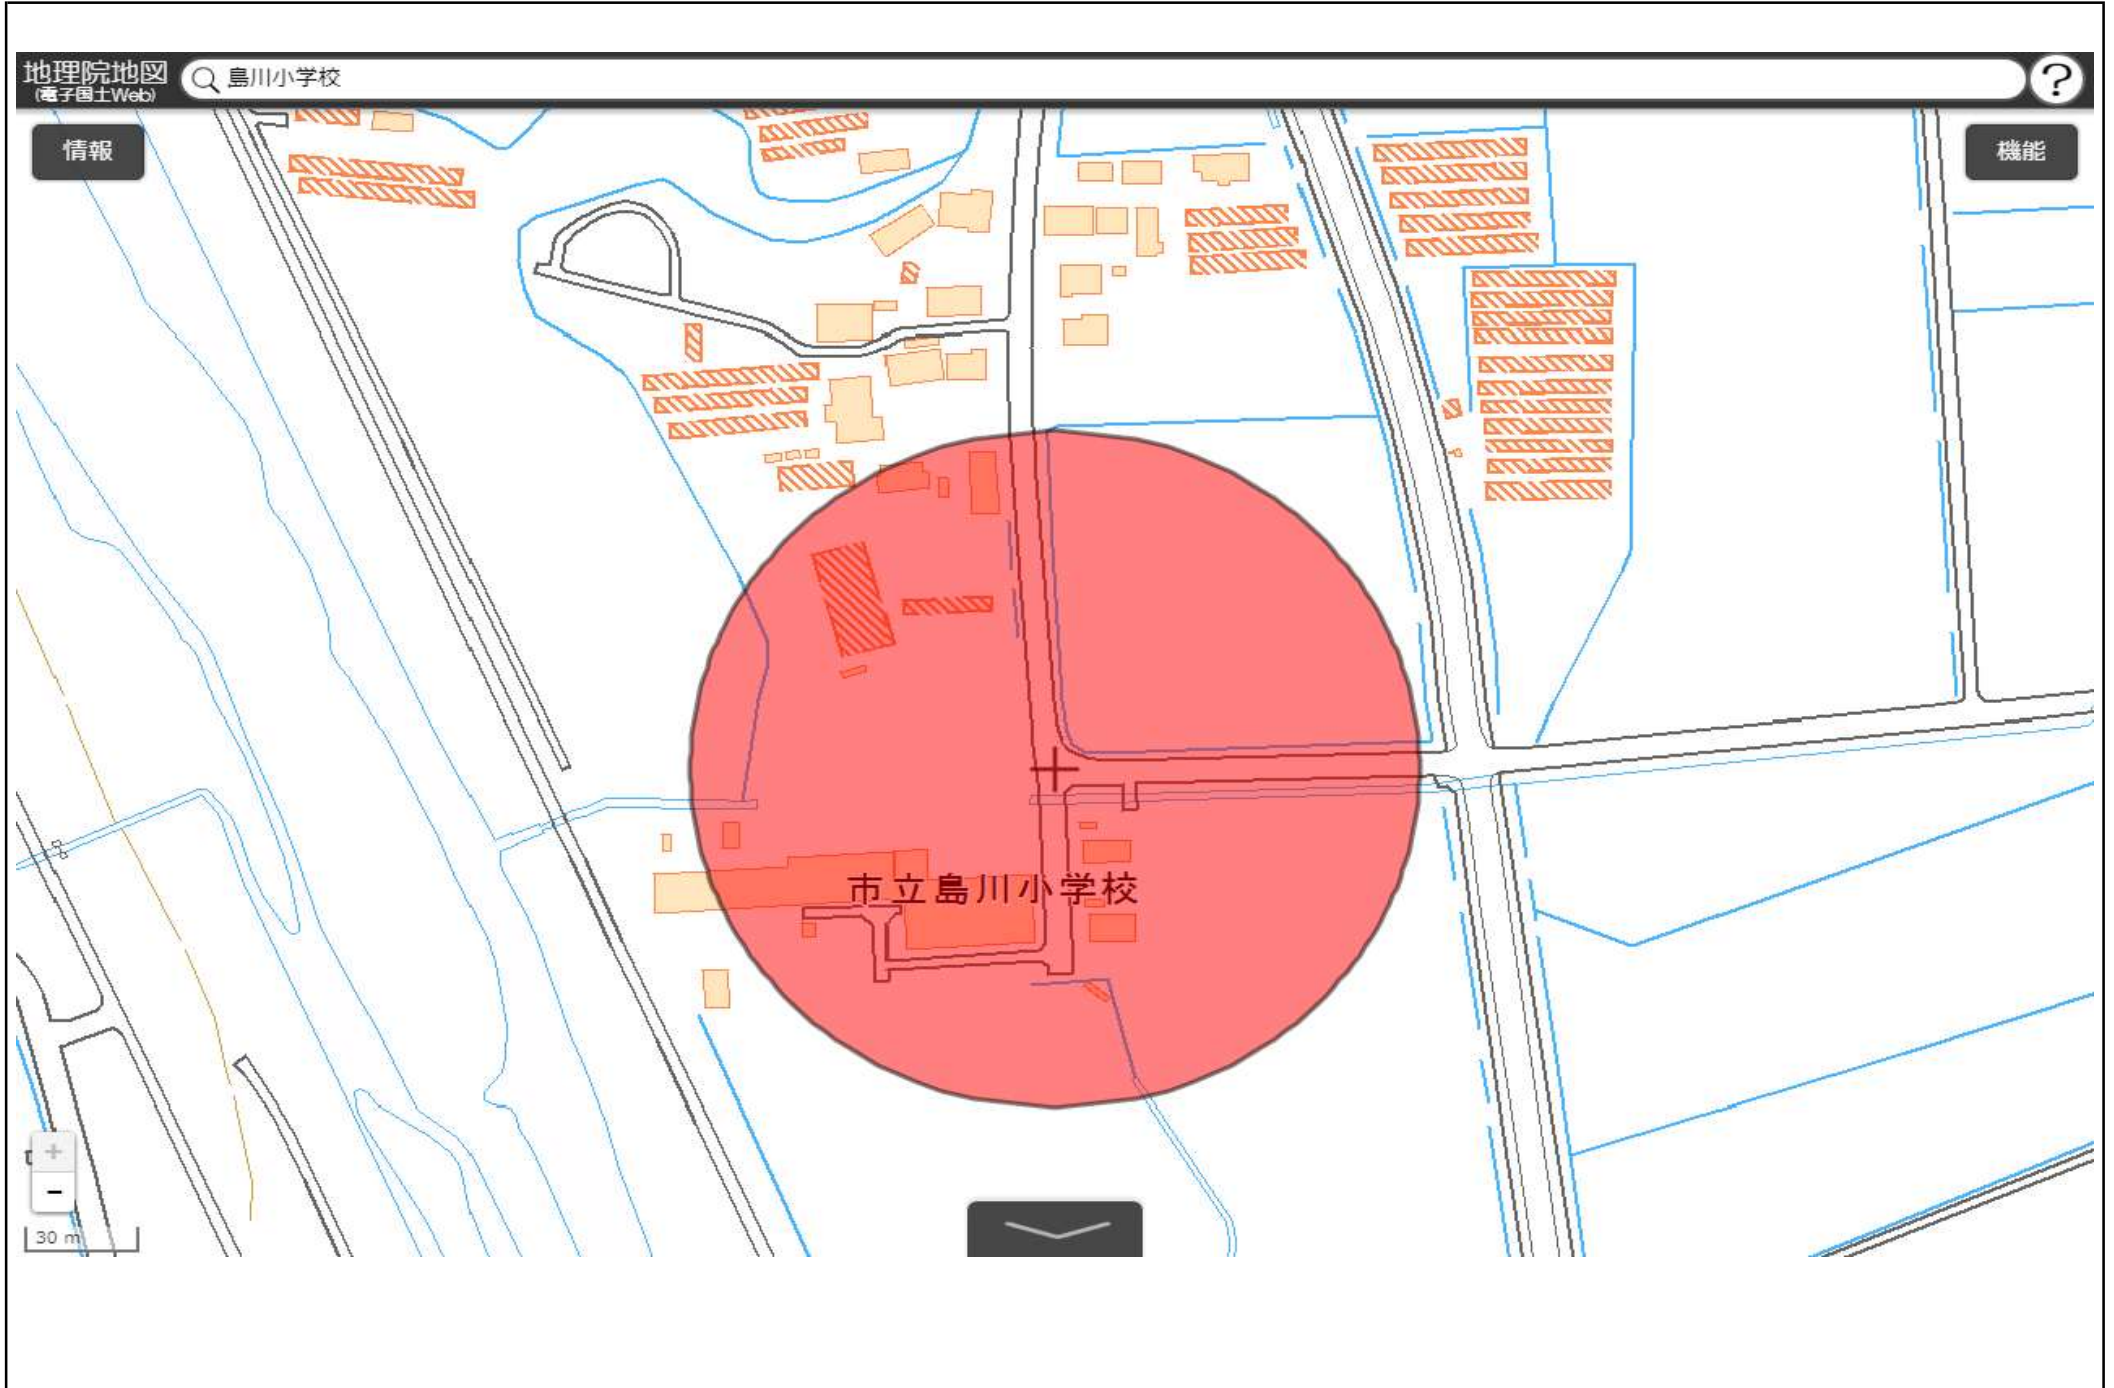 地理院地図
(電子国土Web)
島川小学校
?
情報
機能
市立島川小学校
+
−
30 m